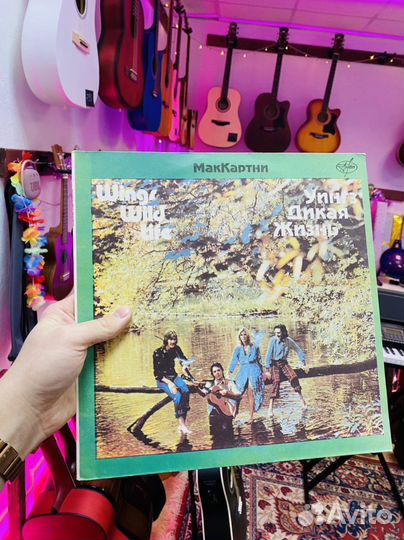 МакКартни
Wings
Wild
Life
Уингз
Дикая
Жизнь
Avito